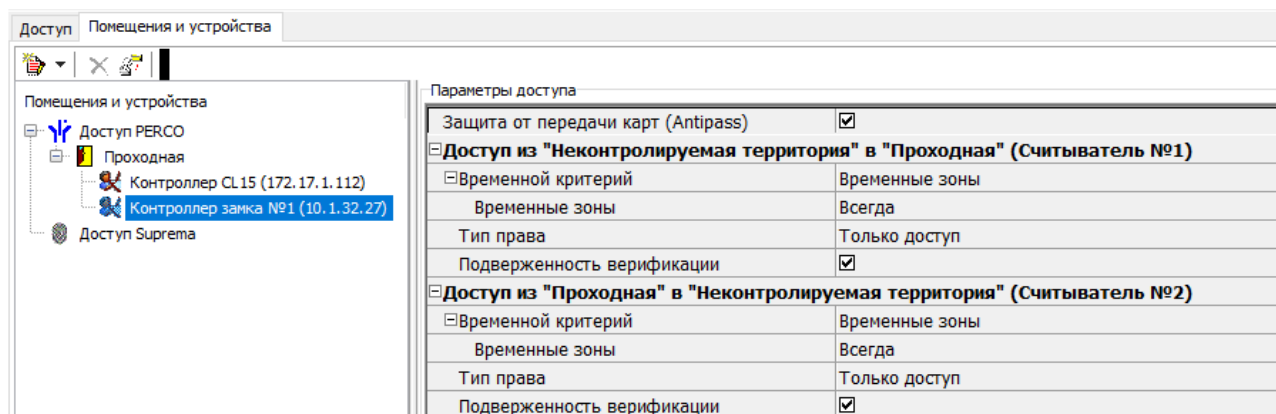 Доступ Помещения и устройства
Помещения и устройства
Доступ PERCO
Проходная
Контроллер CL15 (172.17.1.112)
Контроллер замка №1 (10.1.32.27)
Доступ Suprema
Параметры доступа
Защита от передачи карт (Antipass)
Доступ из "Неконтролируемая территория" в "Проходная" (Считыватель №1)
Временной критерий Временные зоны
Временные зоны Всегда
Тип права Только доступ
Подверженность верификации
Доступ из "Проходная" в "Неконтролируемая территория" (Считыватель №2)
Временной критерий Временные зоны
Временные зоны Всегда
Тип права Только доступ
Подверженность верификации